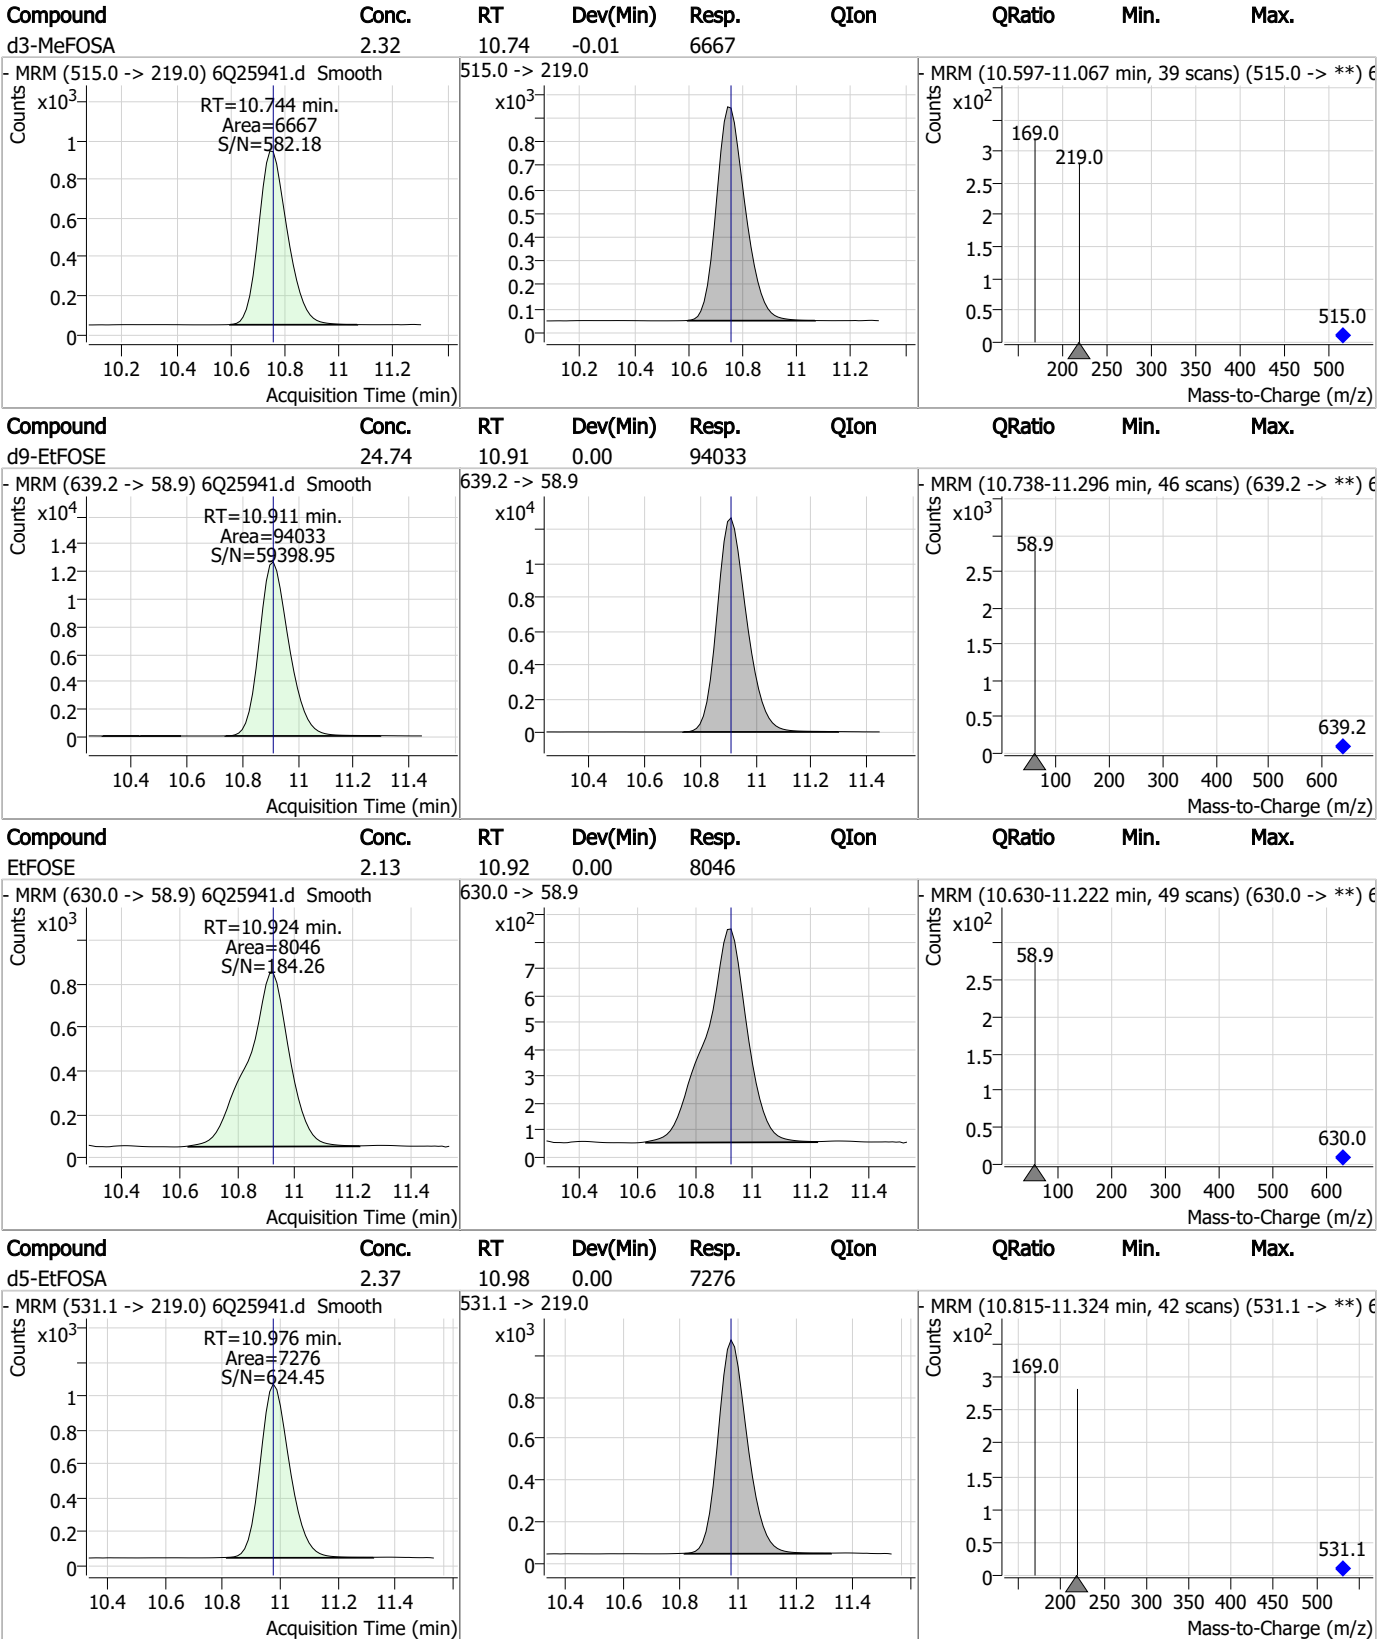 Compound Conc. RT Dev(Min) Resp. QIon QRatio Min. Max.
d3-MeFOSA 2.32 10.74 -0.01 6667
- MRM (515.0 -> 219.0) 6Q25941.d Smooth
Counts
x10³
RT=10.744 min.
Area=6667
S/N=582.18
1
0.8
0.6
0.4
0.2
0
10.2 10.4 10.6 10.8 11 11.2
Acquisition Time (min)
515.0 -> 219.0
x10³
0.8
0.7
0.6
0.5
0.4
0.3
0.2
0.1
0
10.2 10.4 10.6 10.8 11 11.2
- MRM (10.597-11.067 min, 39 scans) (515.0 -> **) 6
Counts
x10²
169.0
219.0
3
2.5
2
1.5
1
0.5
0
515.0
200 250 300 350 400 450 500
Mass-to-Charge (m/z)
Compound Conc. RT Dev(Min) Resp. QIon QRatio Min. Max.
d9-EtFOSE 24.74 10.91 0.00 94033
- MRM (639.2 -> 58.9) 6Q25941.d Smooth
Counts
x10⁴
RT=10.911 min.
Area=94033
S/N=59398.95
1.4
1.2
1
0.8
0.6
0.4
0.2
0
10.4 10.6 10.8 11 11.2 11.4
Acquisition Time (min)
639.2 -> 58.9
x10⁴
1
0.8
0.6
0.4
0.2
0
10.4 10.6 10.8 11 11.2 11.4
- MRM (10.738-11.296 min, 46 scans) (639.2 -> **) 6
Counts
x10³
58.9
2.5
2
1.5
1
0.5
0
639.2
100 200 300 400 500 600
Mass-to-Charge (m/z)
Compound Conc. RT Dev(Min) Resp. QIon QRatio Min. Max.
EtFOSE 2.13 10.92 0.00 8046
- MRM (630.0 -> 58.9) 6Q25941.d Smooth
Counts
x10³
RT=10.924 min.
Area=8046
S/N=184.26
0.8
0.6
0.4
0.2
0
10.4 10.6 10.8 11 11.2 11.4
Acquisition Time (min)
630.0 -> 58.9
x10²
7
6
5
4
3
2
1
0
10.4 10.6 10.8 11 11.2 11.4
- MRM (10.630-11.222 min, 49 scans) (630.0 -> **) 6
Counts
x10²
58.9
2.5
2
1.5
1
0.5
0
630.0
100 200 300 400 500 600
Mass-to-Charge (m/z)
Compound Conc. RT Dev(Min) Resp. QIon QRatio Min. Max.
d5-EtFOSA 2.37 10.98 0.00 7276
- MRM (531.1 -> 219.0) 6Q25941.d Smooth
Counts
x10³
RT=10.976 min.
Area=7276
S/N=624.45
1
0.8
0.6
0.4
0.2
0
10.4 10.6 10.8 11 11.2 11.4
Acquisition Time (min)
531.1 -> 219.0
x10³
0.8
0.6
0.4
0.2
0
10.4 10.6 10.8 11 11.2 11.4
- MRM (10.815-11.324 min, 42 scans) (531.1 -> **) 6
Counts
x10²
169.0
3
2.5
2
1.5
1
0.5
0
531.1
200 250 300 350 400 450 500
Mass-to-Charge (m/z)